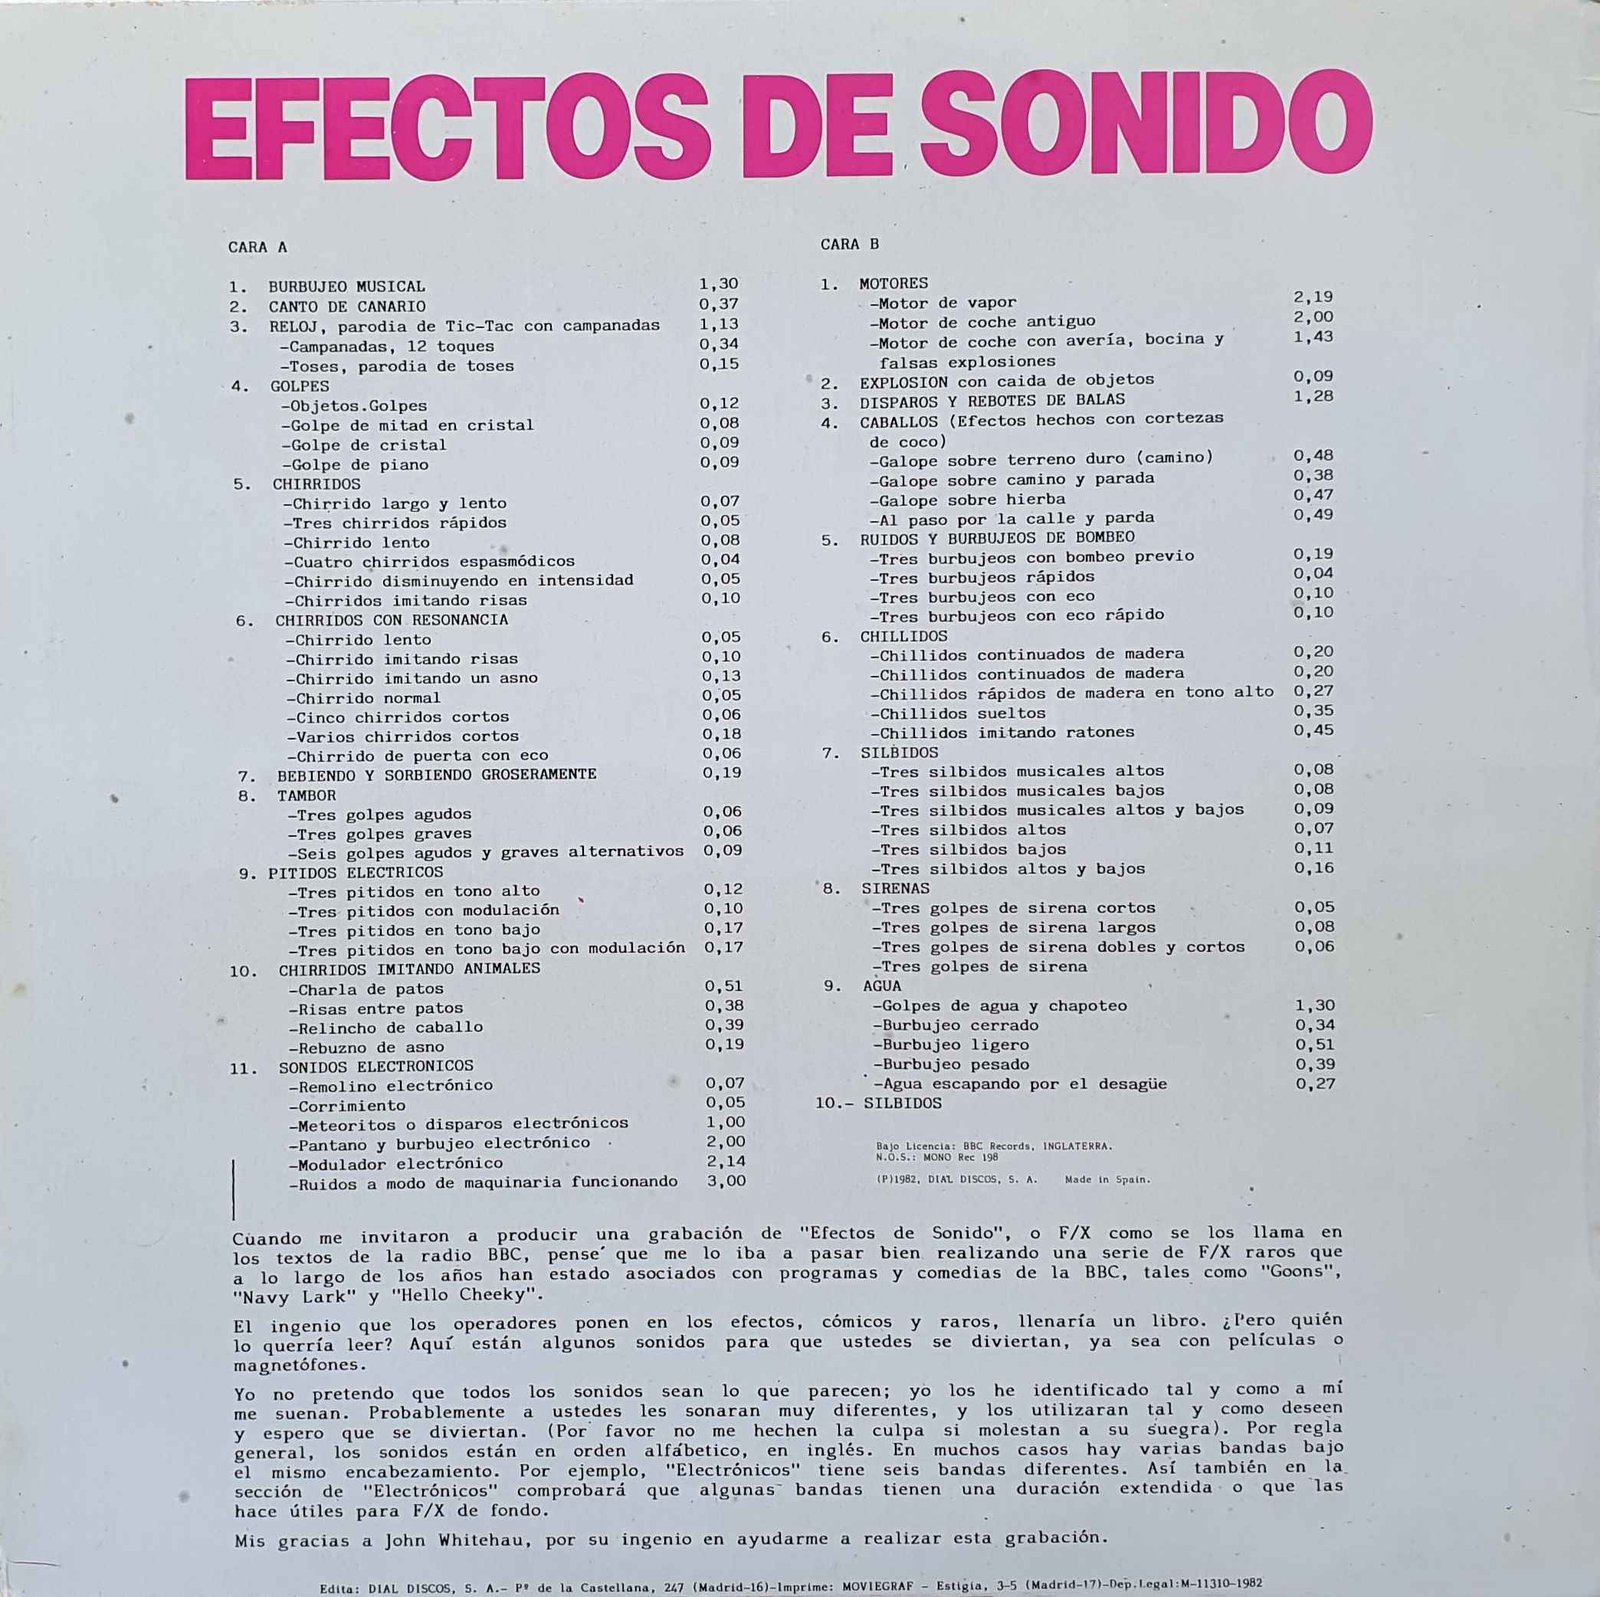 EFECTOS DE SONIDO
CARA A
1. BURBUJEO MUSICAL 1,30
2. CANTO DE CANARIO 0,37
3. RELOJ, parodia de Tic-Tac con campanadas 1,13
-Campanadas, 12 toques 0,34
-Toses, parodia de toses 0,15
4. GOLPES
-Objetos.Golpes 0,12
-Golpe de mitad en cristal 0,08
-Golpe de cristal 0,09
-Golpe de piano 0,09
5. CHIRRIDOS
-Chirrido largo y lento 0,07
-Tres chirridos rápidos 0,05
-Chirrido lento 0,08
-Cuatro chirridos espasmódicos 0,04
-Chirrido disminuyendo en intensidad 0,05
-Chirridos imitando risas 0,10
6. CHIRRIDOS CON RESONANCIA
-Chirrido lento 0,05
-Chirrido imitando risas 0,10
-Chirrido imitando un asno 0,13
-Chirrido normal 0,05
-Cinco chirridos cortos 0,06
-Varios chirridos cortos 0,18
-Chirrido de puerta con eco 0,06
7. BEBIENDO Y SORBIENDO GROSERAMENTE 0,19
8. TAMBOR
-Tres golpes agudos 0,06
-Tres golpes graves 0,06
-Seis golpes agudos y graves alternativos 0,09
9. PITIDOS ELECTRICOS
-Tres pitidos en tono alto 0,12
-Tres pitidos con modulación 0,10
-Tres pitidos en tono bajo 0,17
-Tres pitidos en tono bajo con modulación 0,17
10. CHIRRIDOS IMITANDO ANIMALES
-Charla de patos 0,51
-Risas entre patos 0,38
-Relincho de caballo 0,39
-Rebuzno de asno 0,19
11. SONIDOS ELECTRONICOS
-Remolino electrónico 0,07
-Corrimiento 0,05
-Meteoritos o disparos electrónicos 1,00
-Pantano y burbujeo electrónico 2,00
-Modulador electrónico 2,14
-Ruidos a modo de maquinaria funcionando 3,00
CARA B
1. MOTORES
-Motor de vapor 2,19
-Motor de coche antiguo 2,00
-Motor de coche con avería, bocina y 1,43
falsas explosiones
2. EXPLOSION con caida de objetos 0,09
3. DISPAROS Y REBOTES DE BALAS 1,28
4. CABALLOS (Efectos hechos con cortezas
de coco)
-Galope sobre terreno duro (camino) 0,48
-Galope sobre camino y parada 0,38
-Galope sobre hierba 0,47
-Al paso por la calle y parda 0,49
5. RUIDOS Y BURBUJEOS DE BOMBEO
-Tres burbujeos con bombeo previo 0,19
-Tres burbujeos rápidos 0,04
-Tres burbujeos con eco 0,10
-Tres burbujeos con eco rápido 0,10
6. CHILLIDOS
-Chillidos continuados de madera 0,20
-Chillidos continuados de madera 0,20
-Chillidos rápidos de madera en tono alto 0,27
-Chillidos sueltos 0,35
-Chillidos imitando ratones 0,45
7. SILBIDOS
-Tres silbidos musicales altos 0,08
-Tres silbidos musicales bajos 0,08
-Tres silbidos musicales altos y bajos 0,09
-Tres silbidos altos 0,07
-Tres silbidos bajos 0,11
-Tres silbidos altos y bajos 0,16
8. SIRENAS
-Tres golpes de sirena cortos 0,05
-Tres golpes de sirena largos 0,08
-Tres golpes de sirena dobles y cortos 0,06
-Tres golpes de sirena
9. AGUA
-Golpes de agua y chapoteo 1,30
-Burbujeo cerrado 0,34
-Burbujeo ligero 0,51
-Burbujeo pesado 0,39
-Agua escapando por el desagüe 0,27
10.- SILBIDOS
Bajo Licencia: BBC Records, INGLATERRA.
N.O.S.: MONO Rec 198
(P)1982, DIAL DISCOS, S. A. Made in Spain.
Cuando me invitaron a producir una grabación de "Efectos de Sonido", o F/X como se los llama en
los textos de la radio BBC, pense' que me lo iba a pasar bien realizando una serie de F/X raros que
a lo largo de los años han estado asociados con programas y comedias de la BBC, tales como "Goons",
"Navy Lark" y "Hello Cheeky".
El ingenio que los operadores ponen en los efectos, cómicos y raros, llenaría un libro. ¿Pero quién
lo querría leer? Aquí están algunos sonidos para que ustedes se diviertan, ya sea con películas o
magnetófones.
Yo no pretendo que todos los sonidos sean lo que parecen; yo los he identificado tal y como a mí
me suenan. Probablemente a ustedes les sonaran muy diferentes, y los utilizaran tal y como deseen
y espero que se diviertan. (Por favor no me hechen la culpa si molestan a su suegra). Por regla
general, los sonidos están en orden alfábetico, en inglés. En muchos casos hay varias bandas bajo
el mismo encabezamiento. Por ejemplo, "Electrónicos" tiene seis bandas diferentes. Así también en la
sección de "Electrónicos" comprobará que algunas bandas tienen una duración extendida o que las
hace útiles para F/X de fondo.
Mis gracias a John Whitehau, por su ingenio en ayudarme a realizar esta grabación.
Edita: DIAL DISCOS, S. A.- Pº de la Castellana, 247 (Madrid-16)-Imprime: MOVIEGRAF - Estigia, 3-5 (Madrid-17)-Dep.Legal:M-11310-1982